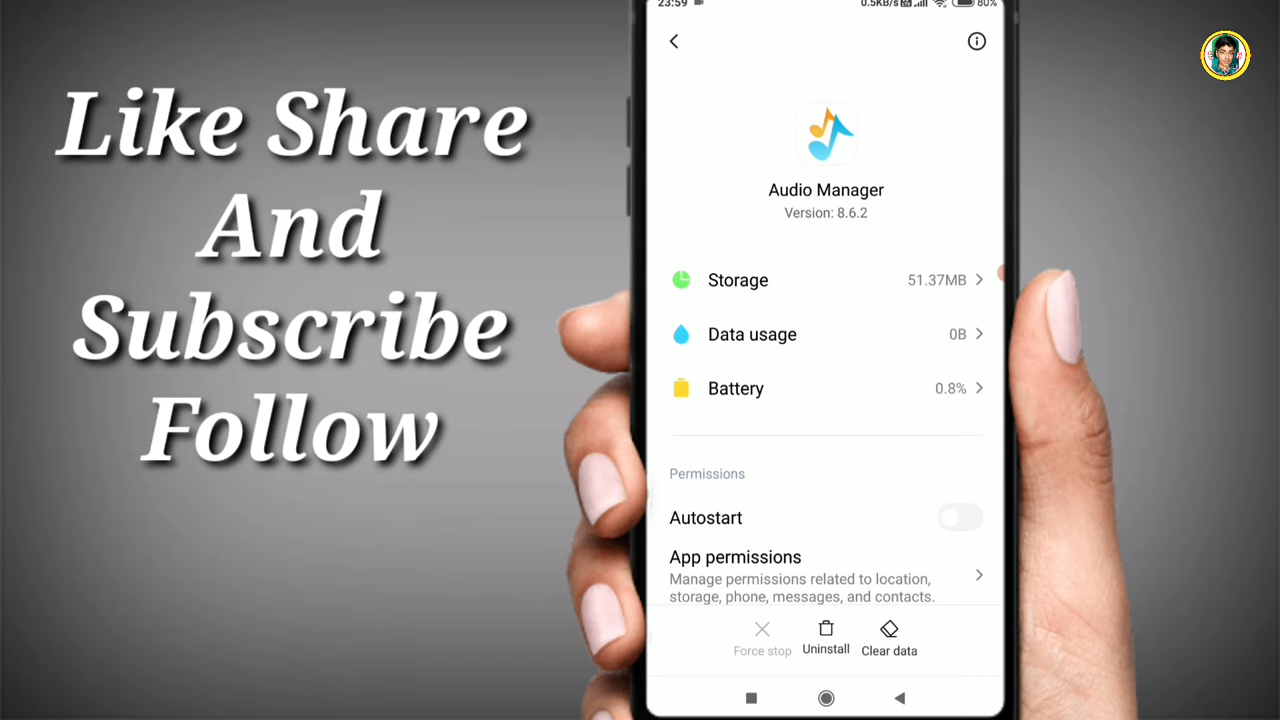 Like Share
And
Subscribe
Follow
23:59
0.5KB/s
80%
Audio Manager
Version: 8.6.2
Storage 51.37MB
Data usage 0B
Battery 0.8%
Permissions
Autostart
App permissions
Manage permissions related to location,
storage, phone, messages, and contacts.
Force stop Uninstall Clear data